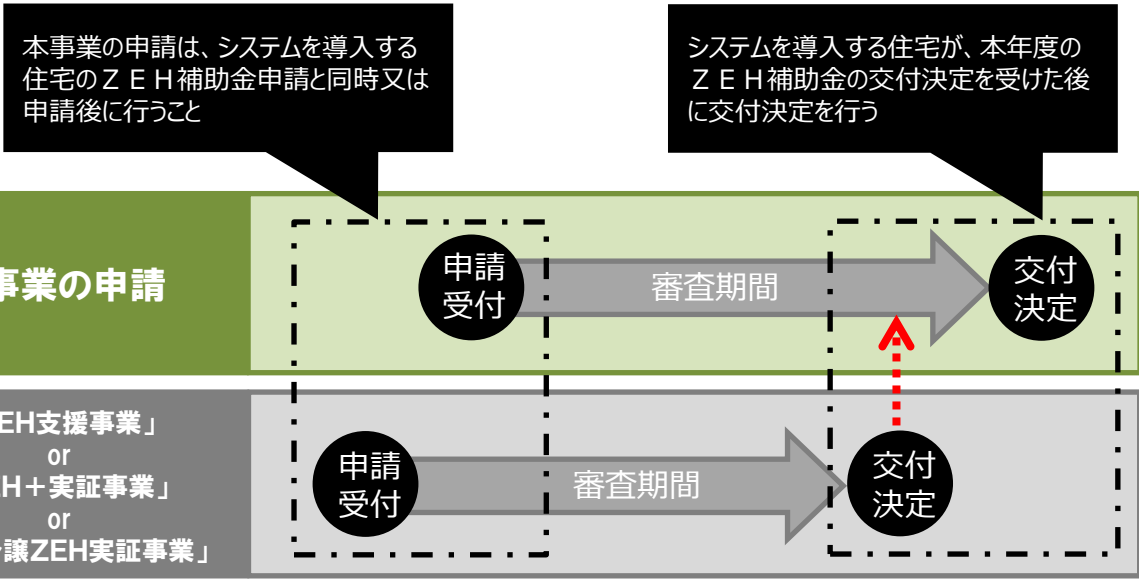 本事業の申請は、システムを導入する
住宅のＺＥＨ補助金申請と同時又は
申請後に行うこと
システムを導入する住宅が、本年度の
ＺＥＨ補助金の交付決定を受けた後
に交付決定を行う
事業の申請
申請
受付
審査期間
交付
決定
EH支援事業」
or
EH＋実証事業」
or
譲ZEH実証事業」
申請
受付
審査期間
交付
決定